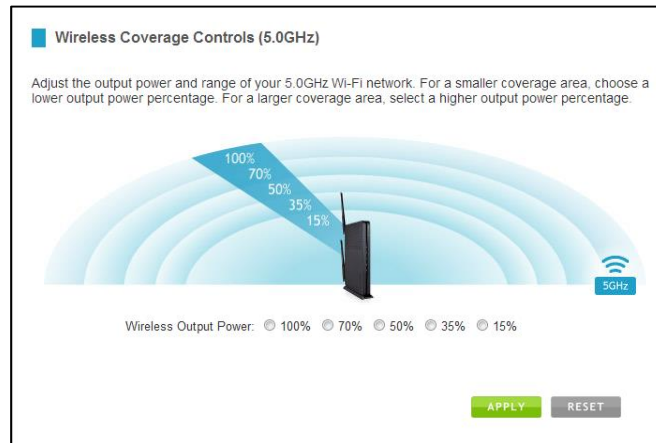 Wireless Coverage Controls (5.0GHz)
Adjust the output power and range of your 5.0GHz Wi-Fi network. For a smaller coverage area, choose a
lower output power percentage. For a larger coverage area, select a higher output power percentage.
100%
70%
50%
35%
15%
5GHz
Wireless Output Power: 100% 70% 50% 35% 15%
APPLY RESET